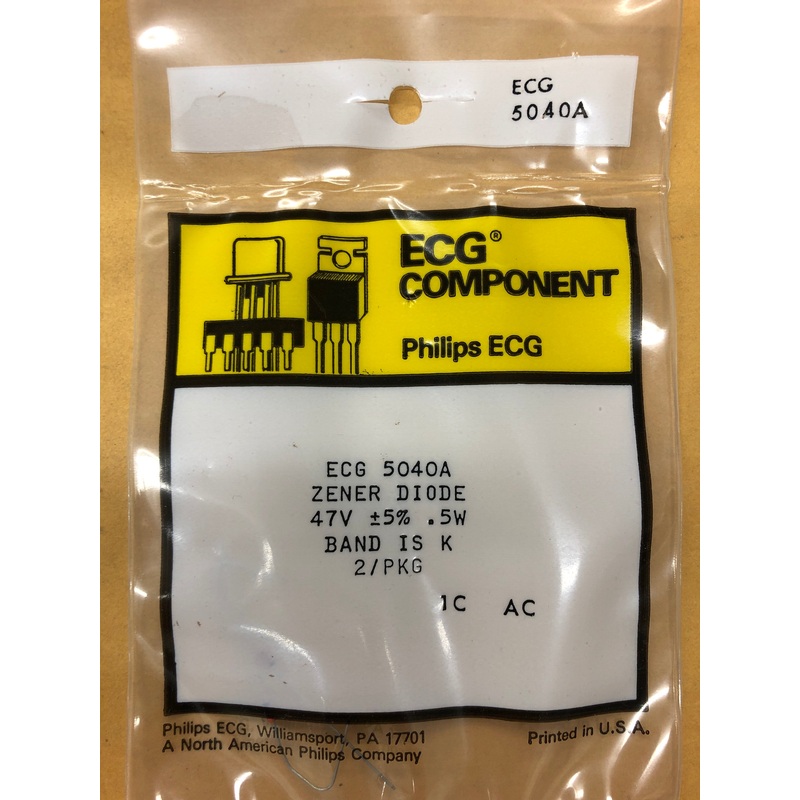 ECG
5040A
ECG®
COMPONENT
Philips ECG
ECG 5040A
ZENER DIODE
47V ±5% .5W
BAND IS K
2/PKG
1C AC
Philips ECG, Williamsport, PA 17701
A North American Philips Company
Printed in U.S.A.